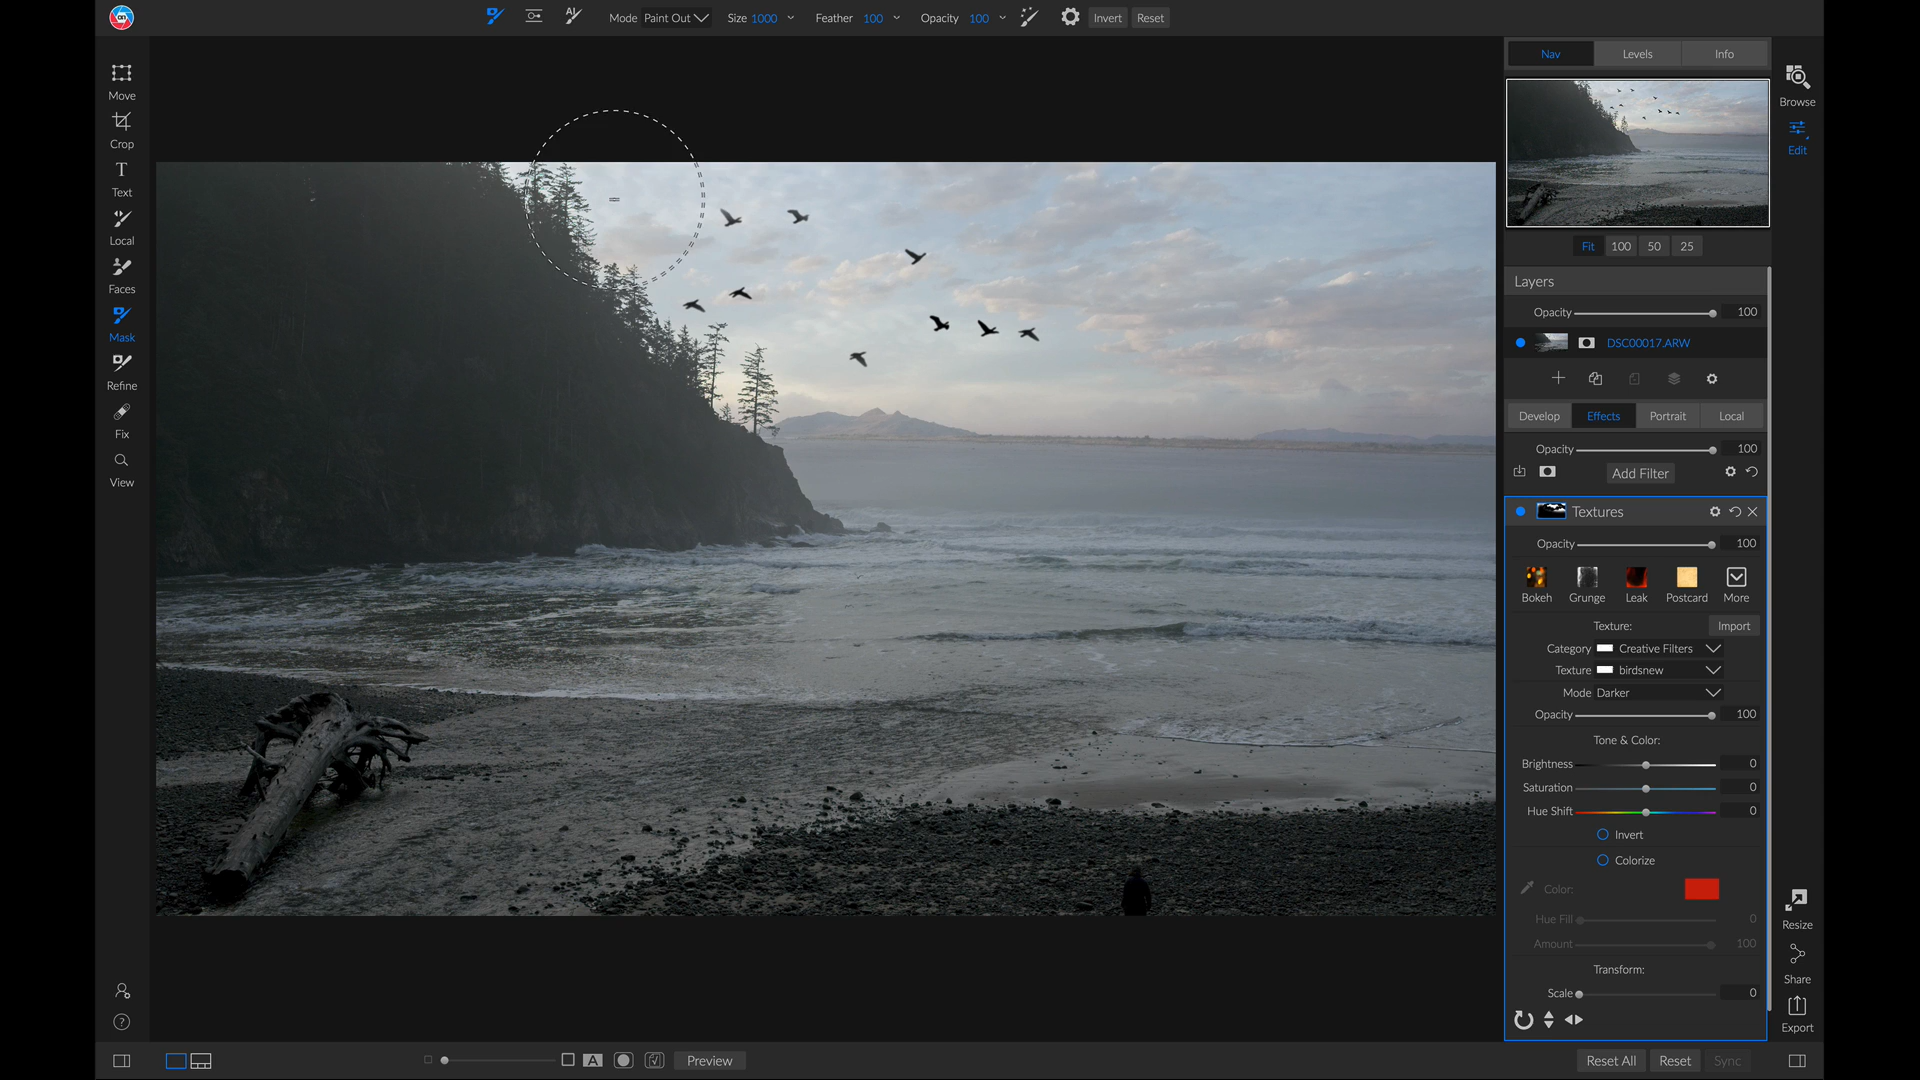 ON
Mode Paint Out Size 1000 Feather 100 Opacity 100 Invert Reset
Move
Crop
T
Text
Local
Faces
Mask
Refine
Fix
View
?
A Preview
Nav Levels Info
Fit 100 50 25
Layers
Opacity 100
DSC00017.ARW
Develop Effects Portrait Local
Opacity 100
Add Filter
Textures
Opacity 100
Bokeh Grunge Leak Postcard More
Texture: Import
Category Creative Filters
Texture birdsnew
Mode Darker
Opacity 100
Tone & Color:
Brightness 0
Saturation 0
Hue Shift 0
Invert
Colorize
Color:
Hue Fill 0
Amount 100
Transform:
Scale 0
Reset All Reset Sync
Browse
Edit
Resize
Share
Export
AI